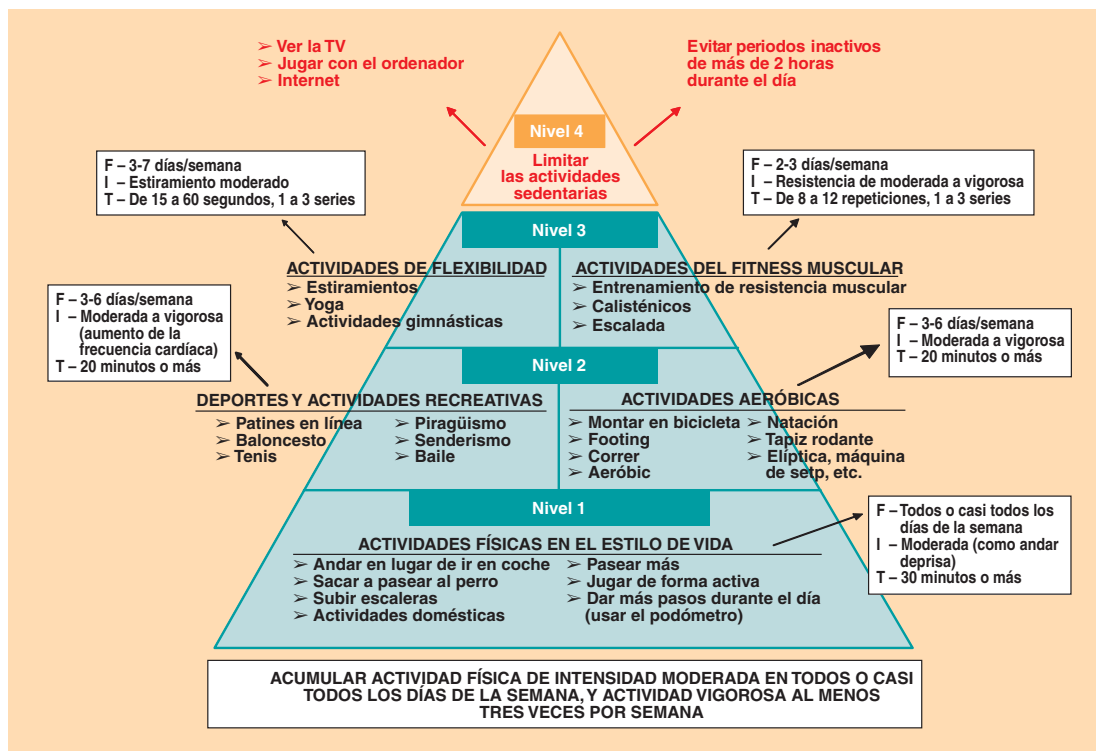 ➢ Ver la TV
➢ Jugar con el ordenador
➢ Internet
Evitar periodos inactivos
de más de 2 horas
durante el día
Nivel 4
Limitar
las actividades
sedentarias
F – 3-7 días/semana
I – Estiramiento moderado
T – De 15 a 60 segundos, 1 a 3 series
F – 2-3 días/semana
I – Resistencia de moderada a vigorosa
T – De 8 a 12 repeticiones, 1 a 3 series
Nivel 3
ACTIVIDADES DE FLEXIBILIDAD
➢ Estiramientos
➢ Yoga
➢ Actividades gimnásticas
ACTIVIDADES DEL FITNESS MUSCULAR
➢ Entrenamiento de resistencia muscular
➢ Calisténicos
➢ Escalada
F – 3-6 días/semana
I – Moderada a vigorosa
(aumento de la
frecuencia cardíaca)
T – 20 minutos o más
F – 3-6 días/semana
I – Moderada a vigorosa
T – 20 minutos o más
Nivel 2
DEPORTES Y ACTIVIDADES RECREATIVAS
➢ Patines en línea
➢ Baloncesto
➢ Tenis
➢ Piragüismo
➢ Senderismo
➢ Baile
ACTIVIDADES AERÓBICAS
➢ Montar en bicicleta
➢ Footing
➢ Correr
➢ Aeróbic
➢ Natación
➢ Tapiz rodante
➢ Elíptica, máquina
de setp, etc.
Nivel 1
ACTIVIDADES FÍSICAS EN EL ESTILO DE VIDA
➢ Andar en lugar de ir en coche
➢ Sacar a pasear al perro
➢ Subir escaleras
➢ Actividades domésticas
➢ Pasear más
➢ Jugar de forma activa
➢ Dar más pasos durante el día
(usar el podómetro)
F – Todos o casi todos los
días de la semana
I – Moderada (como andar
deprisa)
T – 30 minutos o más
ACUMULAR ACTIVIDAD FÍSICA DE INTENSIDAD MODERADA EN TODOS O CASI
TODOS LOS DÍAS DE LA SEMANA, Y ACTIVIDAD VIGOROSA AL MENOS
TRES VECES POR SEMANA